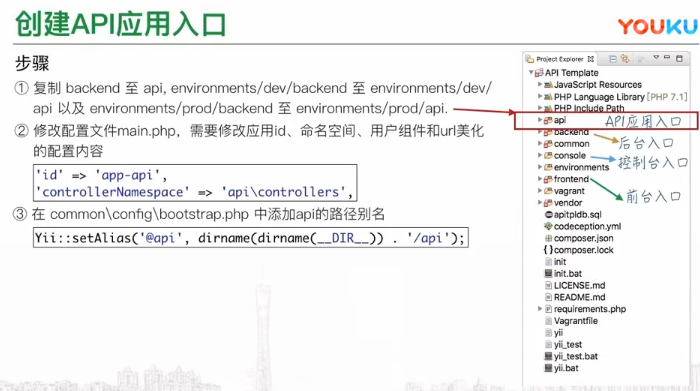 创建API应用入口
YOUKU
步骤
① 复制 backend 至 api, environments/dev/backend 至 environments/dev/
api 以及 environments/prod/backend 至 environments/prod/api.
② 修改配置文件main.php，需要修改应用id、命名空间、用户组件和url美化
的配置内容
'id' => 'app-api',
'controllerNamespace' => 'api\controllers',
③ 在 common\config\bootstrap.php 中添加api的路径别名
Yii::setAlias('@api', dirname(dirname(__DIR__)) . '/api');
Project Explorer
API Template
JavaScript Resources
PHP Language Library [PHP 7.1]
PHP Include Path
api API应用入口
backend
common 后台入口
console 控制台入口
environments
frontend
vagrant 前台入口
vendor
apitpldb.sql
codeception.yml
composer.json
composer.lock
init
init.bat
LICENSE.md
README.md
requirements.php
Vagrantfile
yii
yii_test
yii_test.bat
yii.bat